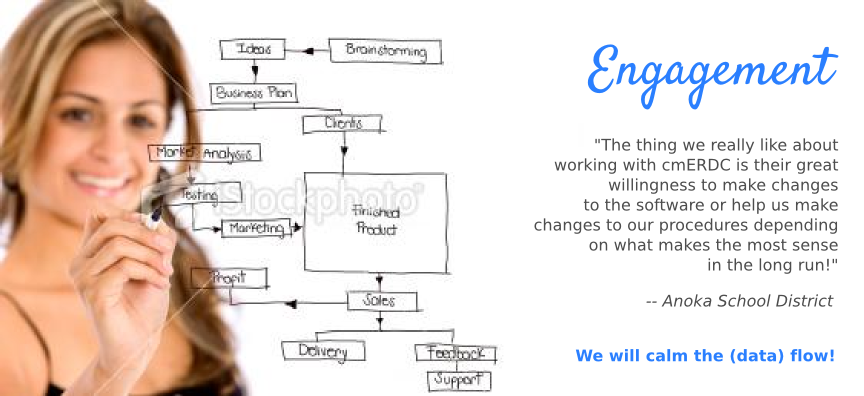 Ideas
Brainstorming
Business Plan
Clients
Market Analysis
Testing
iStockphoto
Marketing
Finished
Product
Profit
Sales
Delivery
Feedback
Support
Engagement
"The thing we really like about
working with cmERDC is their great
willingness to make changes
to the software or help us make
changes to our procedures depending
on what makes the most sense
in the long run!"
-- Anoka School District
We will calm the (data) flow!